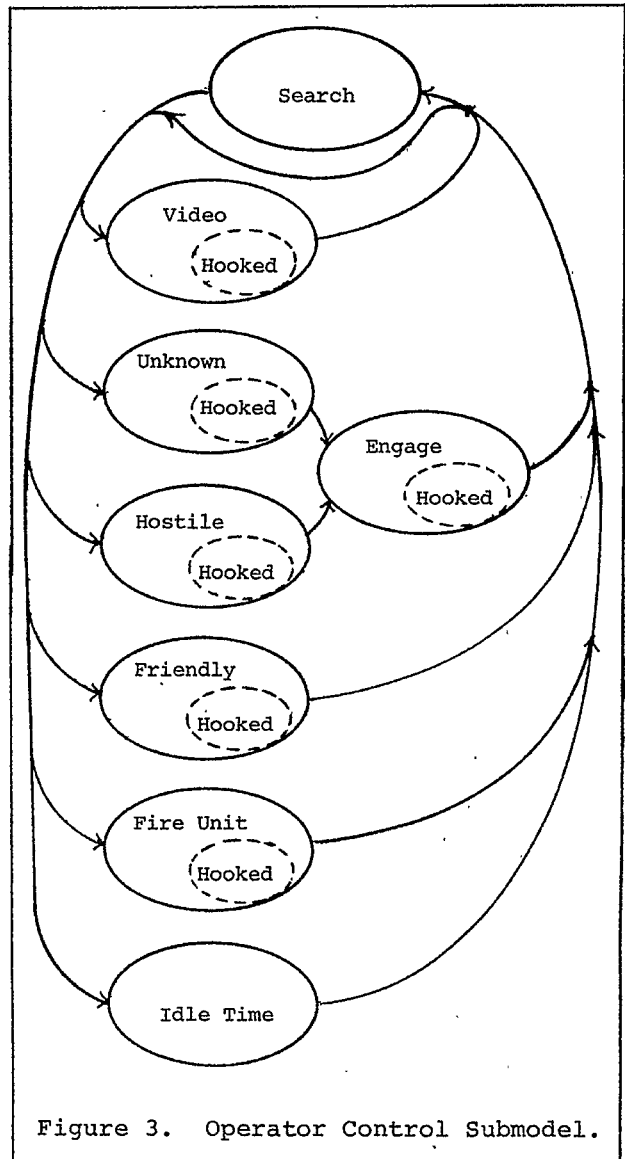 Search
Video
Hooked
Unknown
Hooked
Engage
Hooked
Hostile
Hooked
Friendly
Hooked
Fire Unit
Hooked
Idle Time
Figure 3. Operator Control Submodel.